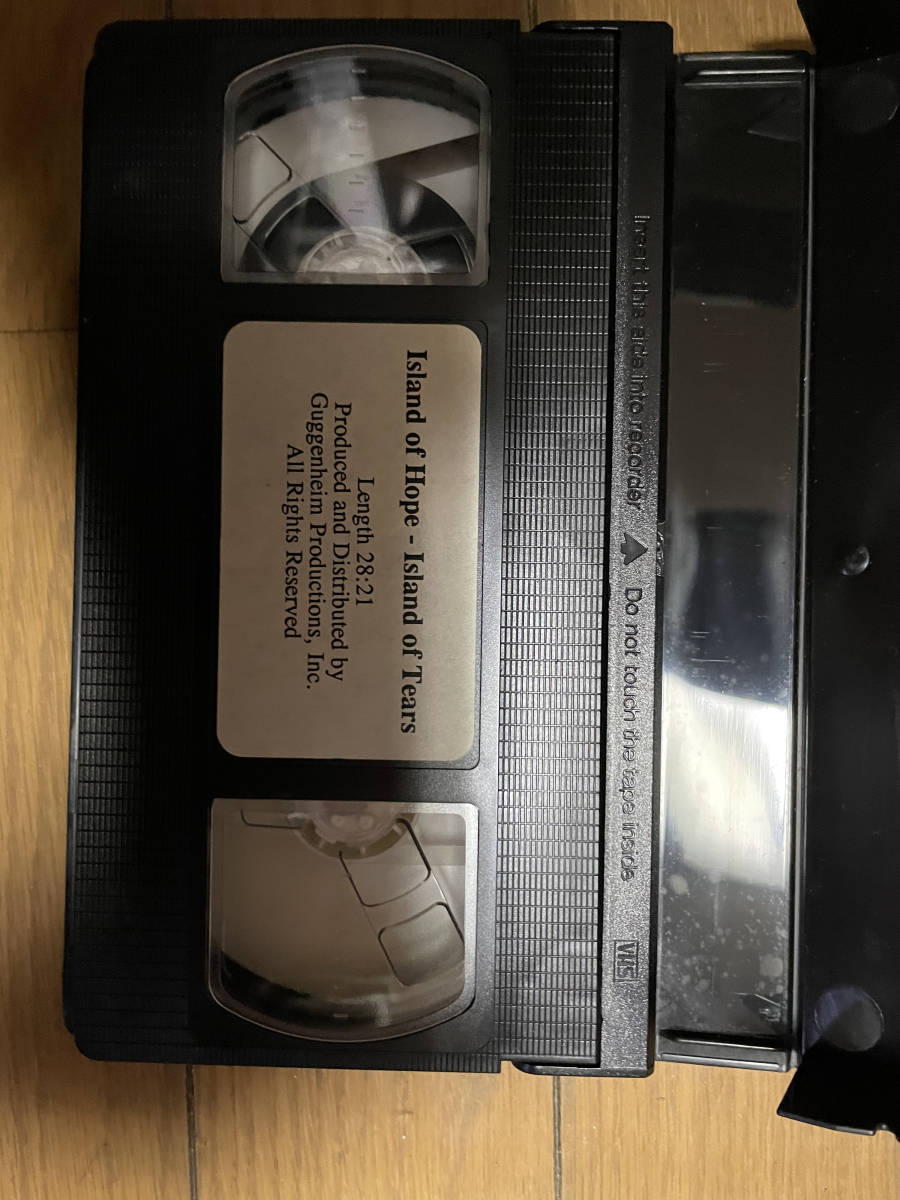 Insert this side into recorder ▲ Do not touch the tape inside VHS
Island of Hope - Island of Tears
Length 28:21
Produced and Distributed by
Guggenheim Productions, Inc.
All Rights Reserved